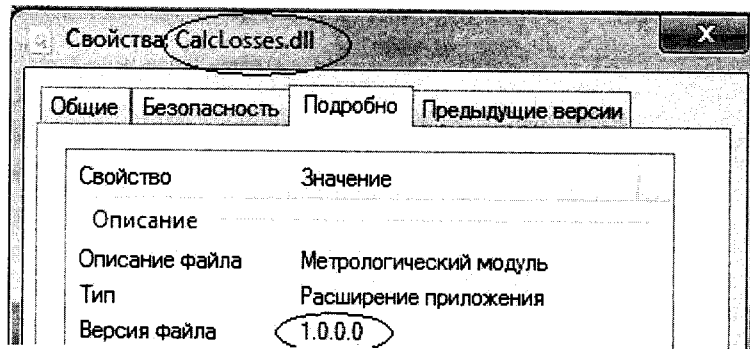 Свойства: CalcLosses.dll
Общие Безопасность Подробно Предыдущие версии
Свойство Значение
Описание
Описание файла Метрологический модуль
Тип Расширение приложения
Версия файла 1.0.0.0